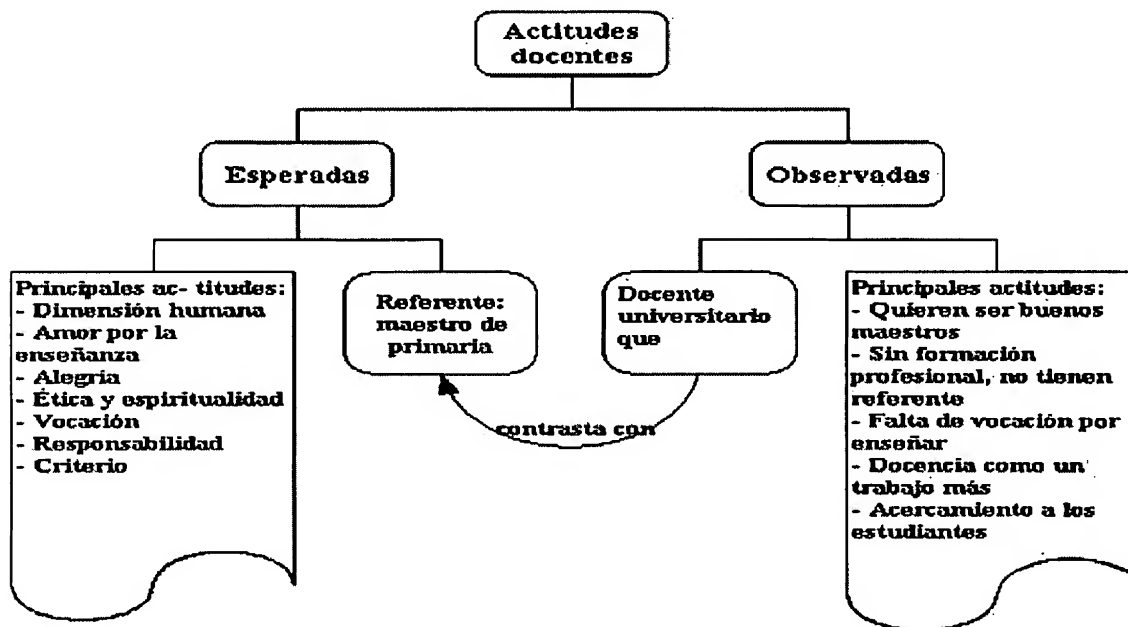 Actitudes
docentes
Esperadas
Observadas
Principales ac- titudes:
- Dimensión humana
- Amor por la
enseñanza
- Alegría
- Ética y espiritualidad
- Vocación
- Responsabilidad
- Criterio
Referente:
maestro de
primaria
Docente
universitario
que
contrasta con
Principales actitudes:
- Quieren ser buenos
maestros
- Sin formación
profesional, no tienen
referente
- Falta de vocación por
enseñar
- Docencia como un
trabajo más
- Acercamiento a los
estudiantes